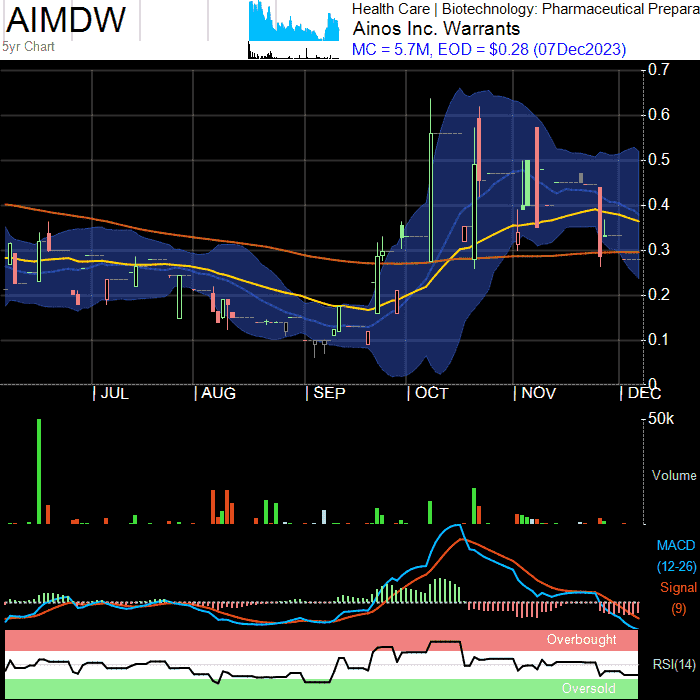 AIMDW
5yr Chart
Health Care | Biotechnology: Pharmaceutical Prepara
Ainos Inc. Warrants
MC = 5.7M, EOD = $0.28 (07Dec2023)
0.7
0.6
0.5
0.4
0.3
0.2
0.1
0
JUL
AUG
SEP
OCT
NOV
DEC
50k
Volume
MACD
(12-26)
Signal
(9)
Overbought
RSI(14)
Oversold